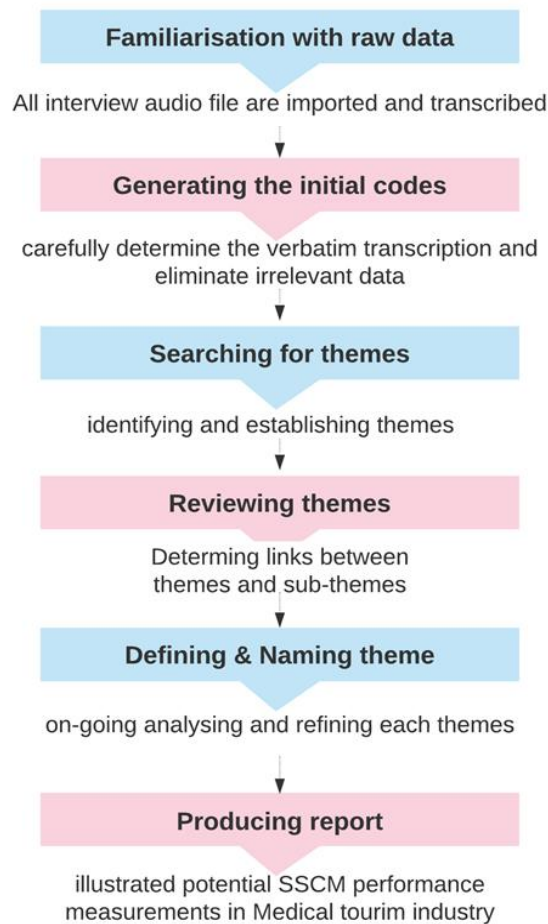 Familiarisation with raw data
All interview audio file are imported and transcribed
Generating the initial codes
carefully determine the verbatim transcription and
eliminate irrelevant data
Searching for themes
identifying and establishing themes
Reviewing themes
Determing links between
themes and sub-themes
Defining & Naming theme
on-going analysing and refining each themes
Producing report
illustrated potential SSCM performance
measurements in Medical tourim industry